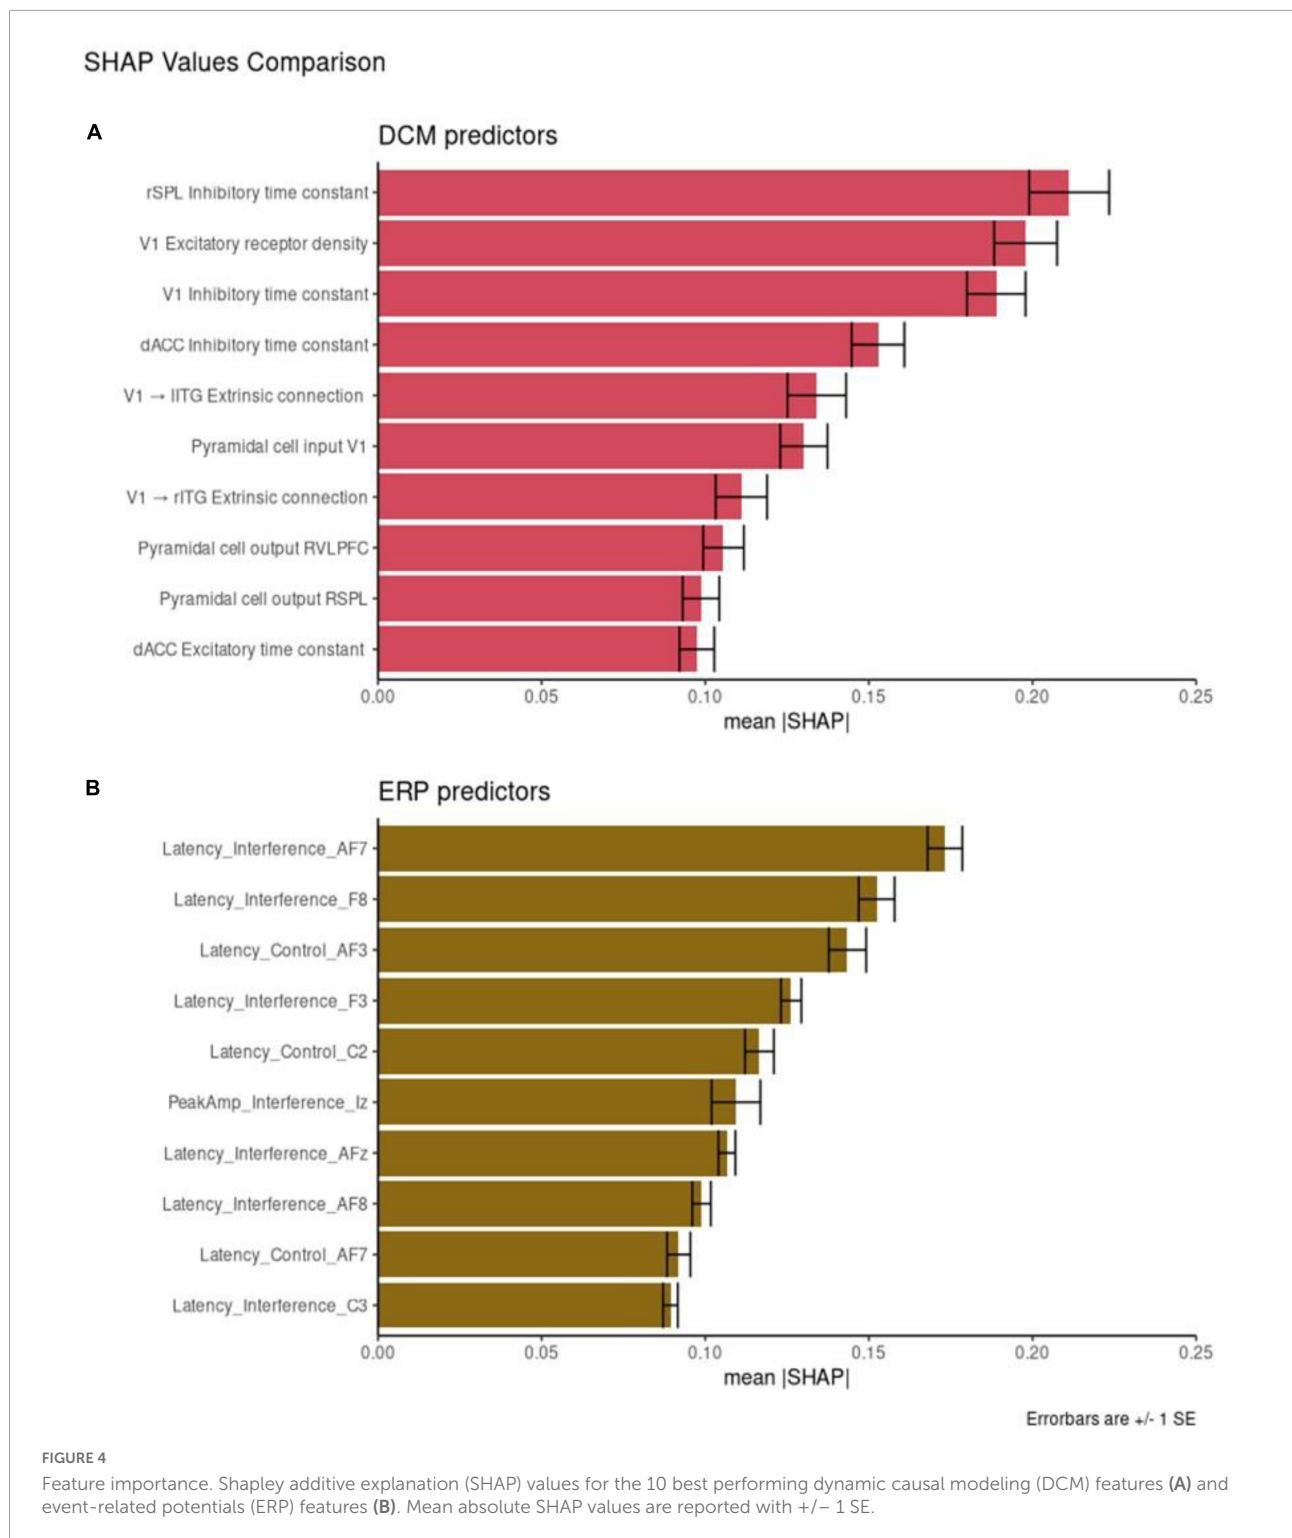 SHAP Values Comparison
A
DCM predictors
rSPL Inhibitory time constant
V1 Excitatory receptor density
V1 Inhibitory time constant
dACC Inhibitory time constant
V1 → lITG Extrinsic connection
Pyramidal cell input V1
V1 → rITG Extrinsic connection
Pyramidal cell output RVLPFC
Pyramidal cell output RSPL
dACC Excitatory time constant
0.00 0.05 0.10 0.15 0.20 0.25
mean |SHAP|
B
ERP predictors
Latency_Interference_AF7
Latency_Interference_F8
Latency_Control_AF3
Latency_Interference_F3
Latency_Control_C2
PeakAmp_Interference_Iz
Latency_Interference_AFz
Latency_Interference_AF8
Latency_Control_AF7
Latency_Interference_C3
0.00 0.05 0.10 0.15 0.20 0.25
mean |SHAP|
Errorbars are +/- 1 SE
FIGURE 4
Feature importance. Shapley additive explanation (SHAP) values for the 10 best performing dynamic causal modeling (DCM) features (A) and
event-related potentials (ERP) features (B). Mean absolute SHAP values are reported with +/− 1 SE.